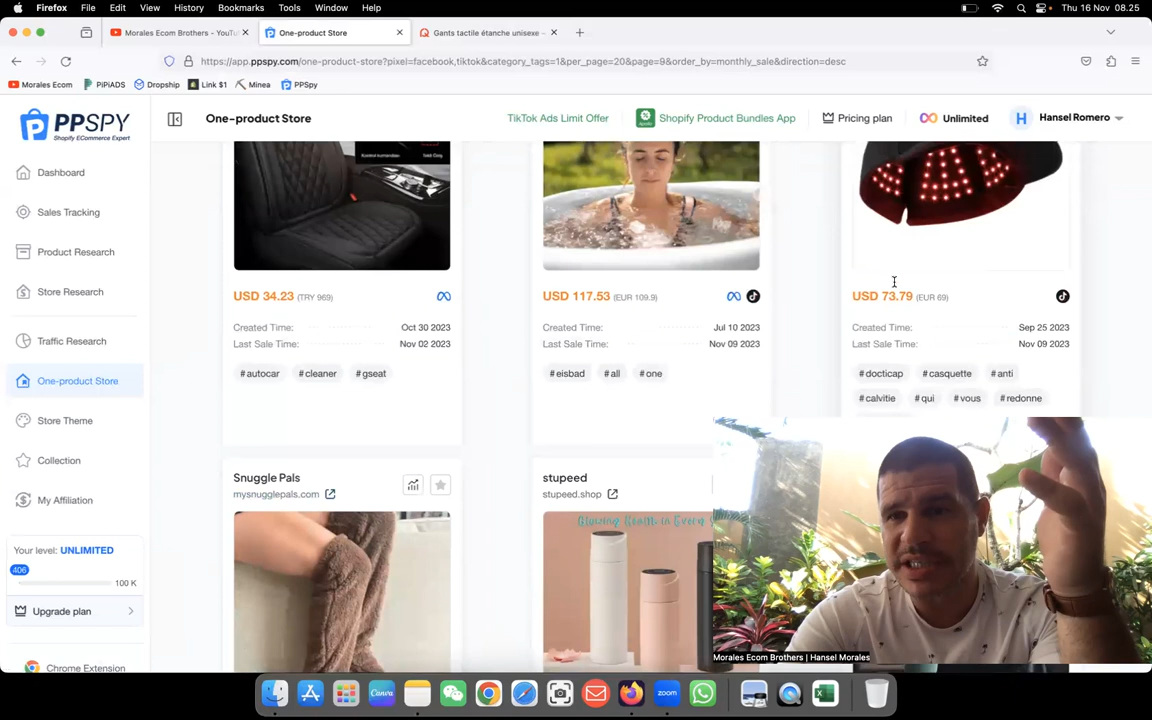 Firefox File Edit View History Bookmarks Tools Window Help Thu 16 Nov 08.25
Morales Ecom Brothers - YouTu One-product Store Gants tactile étanche unisexe –
https://app.ppspy.com/one-product-store?pixel=facebook,tiktok&category_tags=1&per_page=20&page=9&order_by=monthly_sale&direction=desc
Morales Ecom PiPiADS Dropship Link $1 Minea PPSpy
PPSPY
Shopify ECommerce Expert
One-product Store
TikTok Ads Limit Offer Shopify Product Bundles App Pricing plan Unlimited H Hansel Romero
Dashboard
Sales Tracking
Product Research
Store Research
Traffic Research
One-product Store
Store Theme
Collection
My Affiliation
Your level: UNLIMITED
406
100 K
Upgrade plan
Chrome Extension
USD 34.23 (TRY 969)
Created Time: Oct 30 2023
Last Sale Time: Nov 02 2023
#autocar #cleaner #gseat
USD 117.53 (EUR 109.9)
Created Time: Jul 10 2023
Last Sale Time: Nov 09 2023
#eisbad #all #one
USD 73.79 (EUR 69)
Created Time: Sep 25 2023
Last Sale Time: Nov 09 2023
#docticap #casquette #anti
#calvitie #qui #vous #redonne
Snuggle Pals
mysnugglepals.com
stupeed
stupeed.shop
Morales Ecom Brothers | Hansel Morales
Canva
zoom